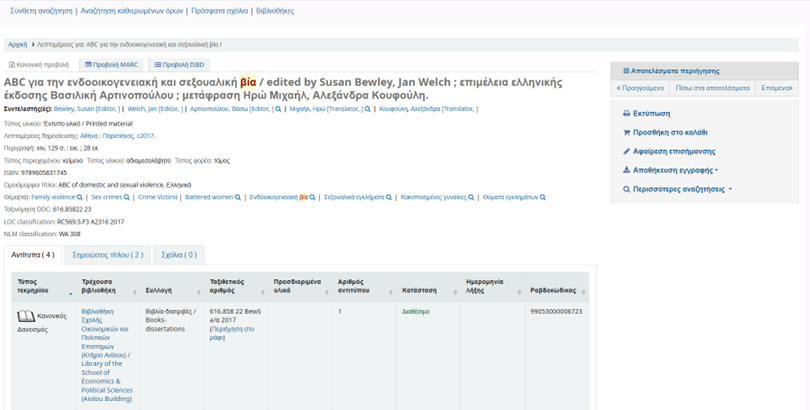 Σύνθετη αναζήτηση | Αναζήτηση καθιερωμένων όρων | Πρόσφατα σχόλια | Βιβλιοθήκες
Αρχική > Λεπτομέρειες για: ABC για την ενδοοικογενειακή και σεξουαλική βία /
Κανονική προβολή Προβολή MARC Προβολή ISBD
ABC για την ενδοοικογενειακή και σεξουαλική βία / edited by Susan Bewley, Jan Welch ; επιμέλεια ελληνικής
έκδοσης Βασιλική Αρτινοπούλου ; μετάφραση Ηρώ Μιχαήλ, Αλεξάνδρα Κουφούλη.
Συντελεστής(ές): Bewley, Susan [Editor, ] | Welch, Jan [Editor, ] | Αρτινοπούλου, Βάσω [Editor, ] | Μιχαήλ, Ηρώ [Translator, ] | Κουφούλη, Αλεξάνδρα [Translator, ]
Τύπος υλικού: Έντυπο υλικό / Printed material
Λεπτομέρειες δημοσίευσης: Αθήνα : Παρισιάνος, c2017.
Περιγραφή: xiv, 129 σ. : εικ. ; 28 εκ
Τύπος περιεχομένου: κείμενο Τύπος υλικού: αδιαμεσολάβητο Τύπος φορέα: τόμος
ISBN: 9789605831745
Ομοιόμορφοι τίτλοι: ABC of domestic and sexual violence. Ελληνικά
Θέμα(τα): Family violence | Sex crimes | Crime Victims | Battered women | Ενδοοικογενειακή βία | Σεξουαλικά εγκλήματα | Κακοποιημένες γυναίκες | Θύματα εγκλημάτων
Ταξινόμηση DDC: 616.85822 23
LOC classification: RC569.5.F3 A2316 2017
NLM classification: WA 308
Αντίτυπα ( 4 ) Σημειώσεις τίτλου ( 2 ) Σχόλια ( 0 )
Τύπος τεκμηρίου Τρέχουσα βιβλιοθήκη Συλλογή Ταξιθετικός αριθμός Προσδιορισμένα υλικά Αριθμός αντιτύπου Κατάσταση Ημερομηνία λήξης Ραβδοκώδικας
Κανονικός Δανεισμός
Βιβλιοθήκη
Σχολής
Οικονομικών και
Πολιτικών
Επιστημών
(Κτήριο Αιόλου) /
Library of the
School of
Economics &
Political Sciences
(Aiolou Building)
Βιβλία-διατριβές /
Books-
dissertations
616.858 22 BewS
a/α 2017
(Περιήγηση στο
ράφι)
1
Διαθέσιμο
99053000006723
Αποτελέσματα περιήγησης
« Προηγούμενο Πίσω στα αποτελέσματα Επόμενο »
Εκτύπωση
Προσθήκη στο καλάθι
Αφαίρεση επισήμανσης
Αποθήκευση εγγραφής
Περισσότερες αναζητήσεις